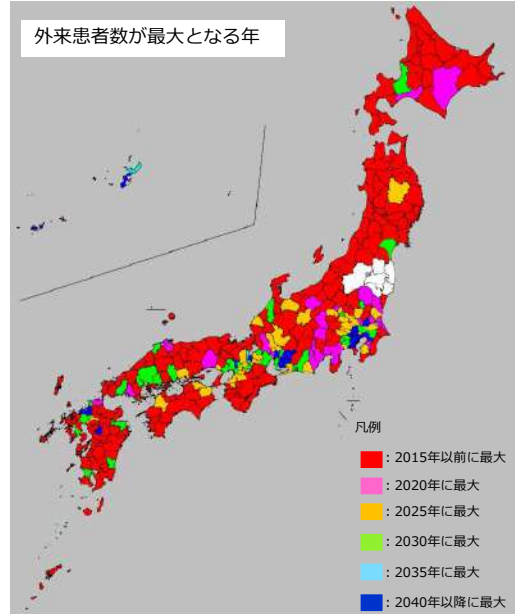 外来患者数が最大となる年
凡例
：2015年以前に最大
：2020年に最大
：2025年に最大
：2030年に最大
：2035年に最大
：2040年以降に最大